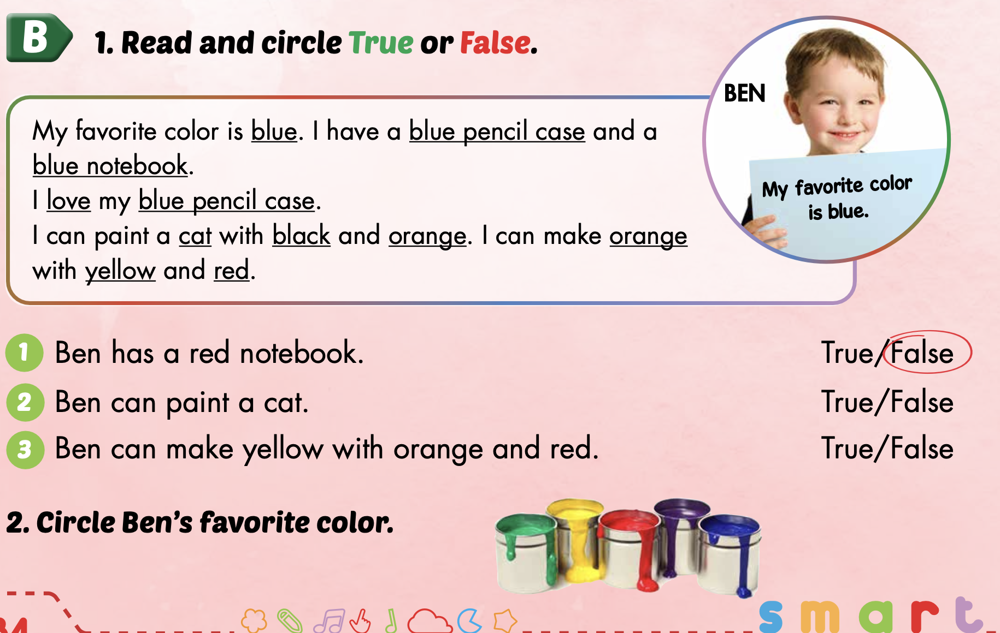 B
1. Read and circle True or False.
BEN
My favorite color is blue. I have a blue pencil case and a
blue notebook.
I love my blue pencil case.
I can paint a cat with black and orange. I can make orange
with yellow and red.
My favorite color
is blue.
1 Ben has a red notebook. True/False
2 Ben can paint a cat. True/False
3 Ben can make yellow with orange and red. True/False
2. Circle Ben's favorite color.
smart